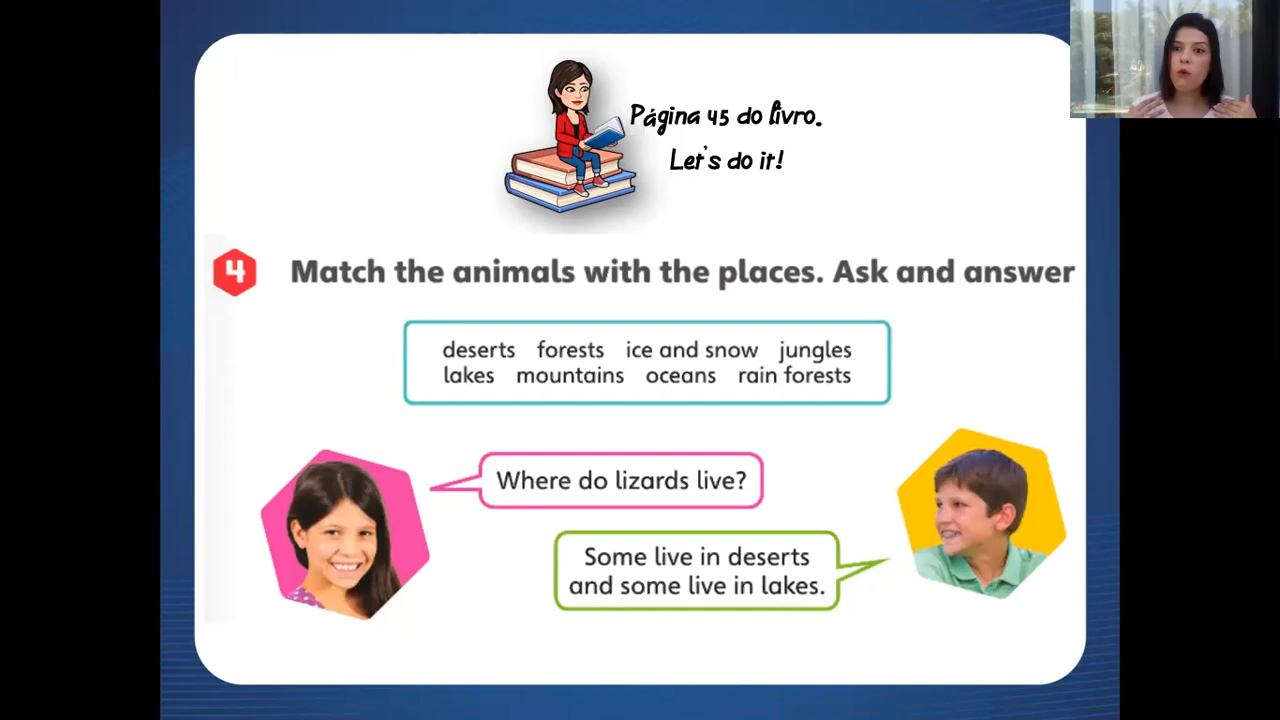 Página 45 do livro.
Let's do it!
4 Match the animals with the places. Ask and answer
deserts forests ice and snow jungles
lakes mountains oceans rain forests
Where do lizards live?
Some live in deserts
and some live in lakes.